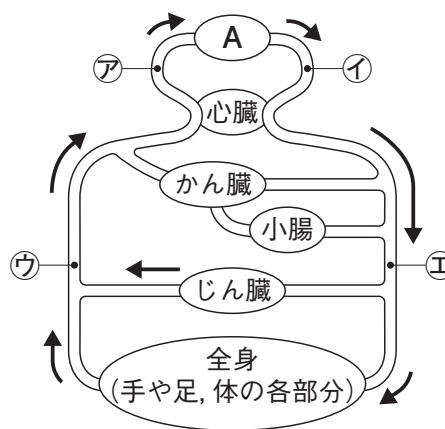 A
ア
イ
心臓
かん臓
小腸
ウ
エ
じん臓
全身
(手や足, 体の各部分)